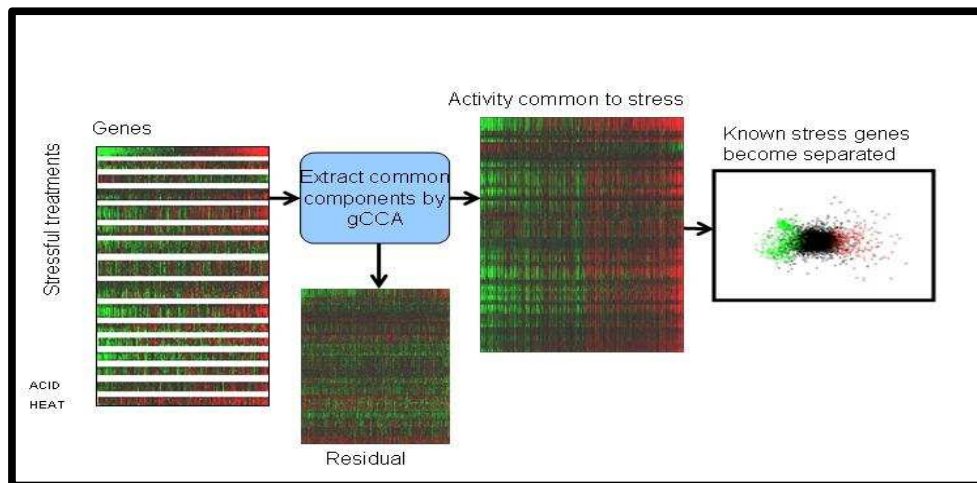 Genes
Stressful treatments
ACID
HEAT
Extract common
components by
gCCA
Residual
Activity common to stress
Known stress genes
become separated